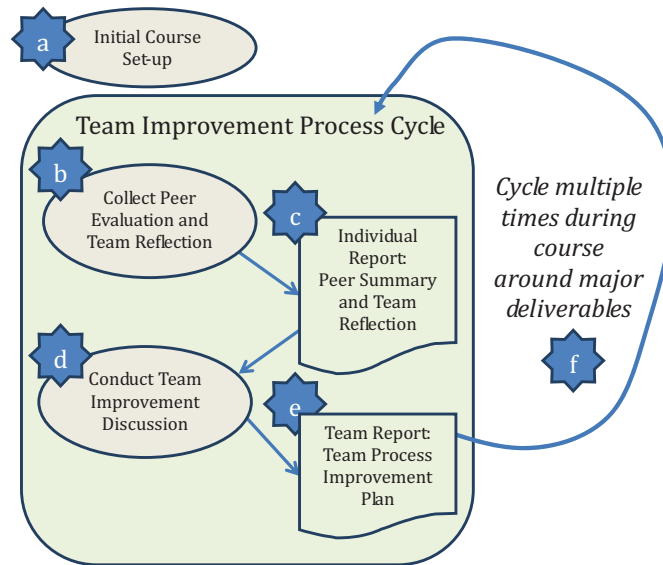 a
Initial Course
Set-up
Team Improvement Process Cycle
b
Collect Peer
Evaluation and
Team Reflection
c
Individual
Report:
Peer Summary
and Team
Reflection
d
Conduct Team
Improvement
Discussion
e
Team Report:
Team Process
Improvement
Plan
Cycle multiple
times during
course
around major
deliverables
f